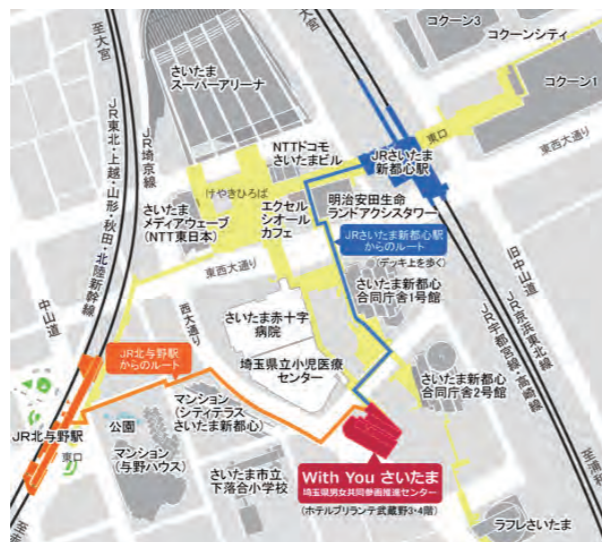 至大宮
至大宮
コクーン3
コクーンシティ
コクーン1
さいたま
スーパーアリーナ
JR東北・上越・山形・秋田・北陸新幹線
JR埼京線
NTTドコモ
さいたまビル
東口
JRさいたま
新都心駅
東西大通り
けやきひろば
さいたま
メディアウェーブ
(NTT東日本)
エクセル
シオール
カフェ
明治安田生命
ランドアクシスタワー
JRさいたま新都心駅
からのルート
(デッキ上を歩く)
東西大通り
中山道
西大通り
さいたま赤十字
病院
さいたま新都心
合同庁舎1号館
旧中山道
JR京浜東北線
JR宇都宮線・高崎線
JR北与野駅
からのルート
埼玉県立小児医療
センター
さいたま新都心
合同庁舎2号館
マンション
(シティテラス
さいたま新都心)
公園
JR北与野駅
東口
マンション
(与野ハウス)
さいたま市立
下落合小学校
With You さいたま
埼玉県男女共同参画推進センター
(ホテルブリランテ武蔵野3・4階)
ラフレさいたま